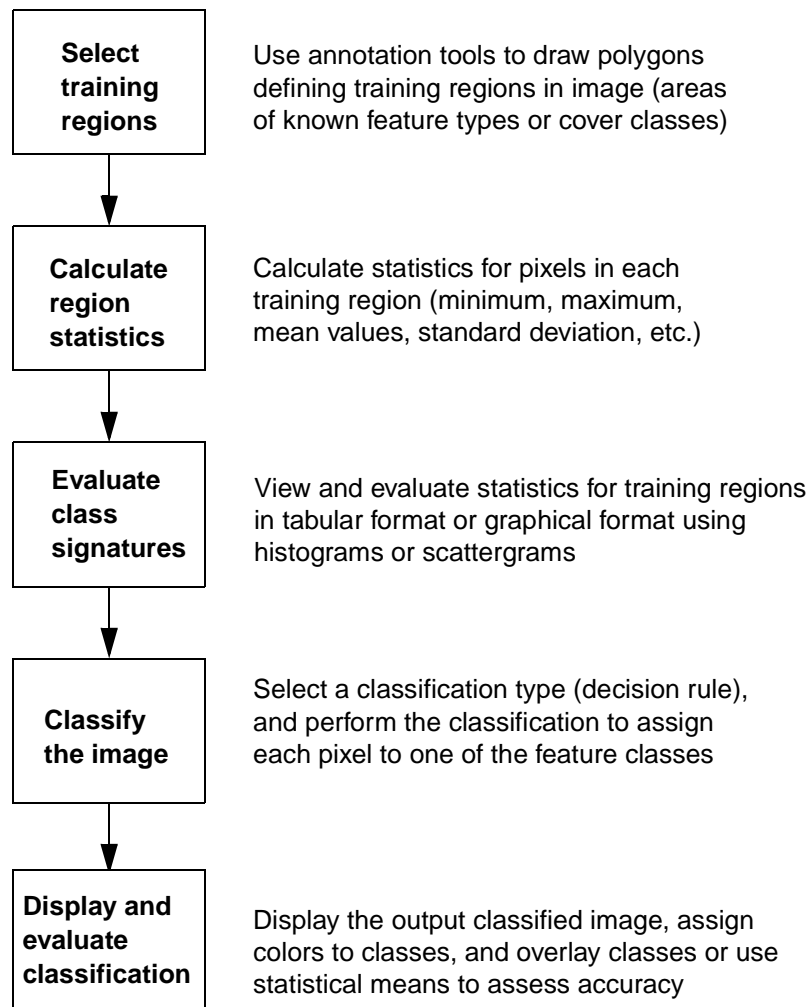 Select
training
regions
Use annotation tools to draw polygons
defining training regions in image (areas
of known feature types or cover classes)
Calculate
region
statistics
Calculate statistics for pixels in each
training region (minimum, maximum,
mean values, standard deviation, etc.)
Evaluate
class
signatures
View and evaluate statistics for training regions
in tabular format or graphical format using
histograms or scattergrams
Classify
the image
Select a classification type (decision rule),
and perform the classification to assign
each pixel to one of the feature classes
Display and
evaluate
classification
Display the output classified image, assign
colors to classes, and overlay classes or use
statistical means to assess accuracy